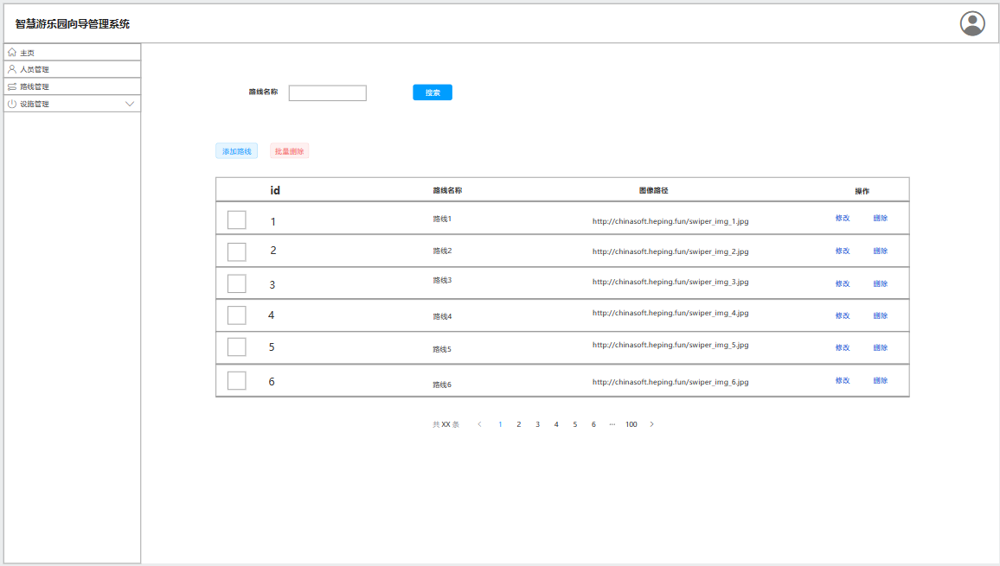 智慧游乐园向导管理系统
主页
人员管理
路线管理
设施管理
路线名称 搜索
添加路线 批量删除
id 路线名称 图像路径 操作
1 路线1 http://chinasoft.heping.fun/swiper_img_1.jpg 修改 删除
2 路线2 http://chinasoft.heping.fun/swiper_img_2.jpg 修改 删除
3 路线3 http://chinasoft.heping.fun/swiper_img_3.jpg 修改 删除
4 路线4 http://chinasoft.heping.fun/swiper_img_4.jpg 修改 删除
5 路线5 http://chinasoft.heping.fun/swiper_img_5.jpg 修改 删除
6 路线6 http://chinasoft.heping.fun/swiper_img_6.jpg 修改 删除
共 XX 条 < 1 2 3 4 5 6 ··· 100 >